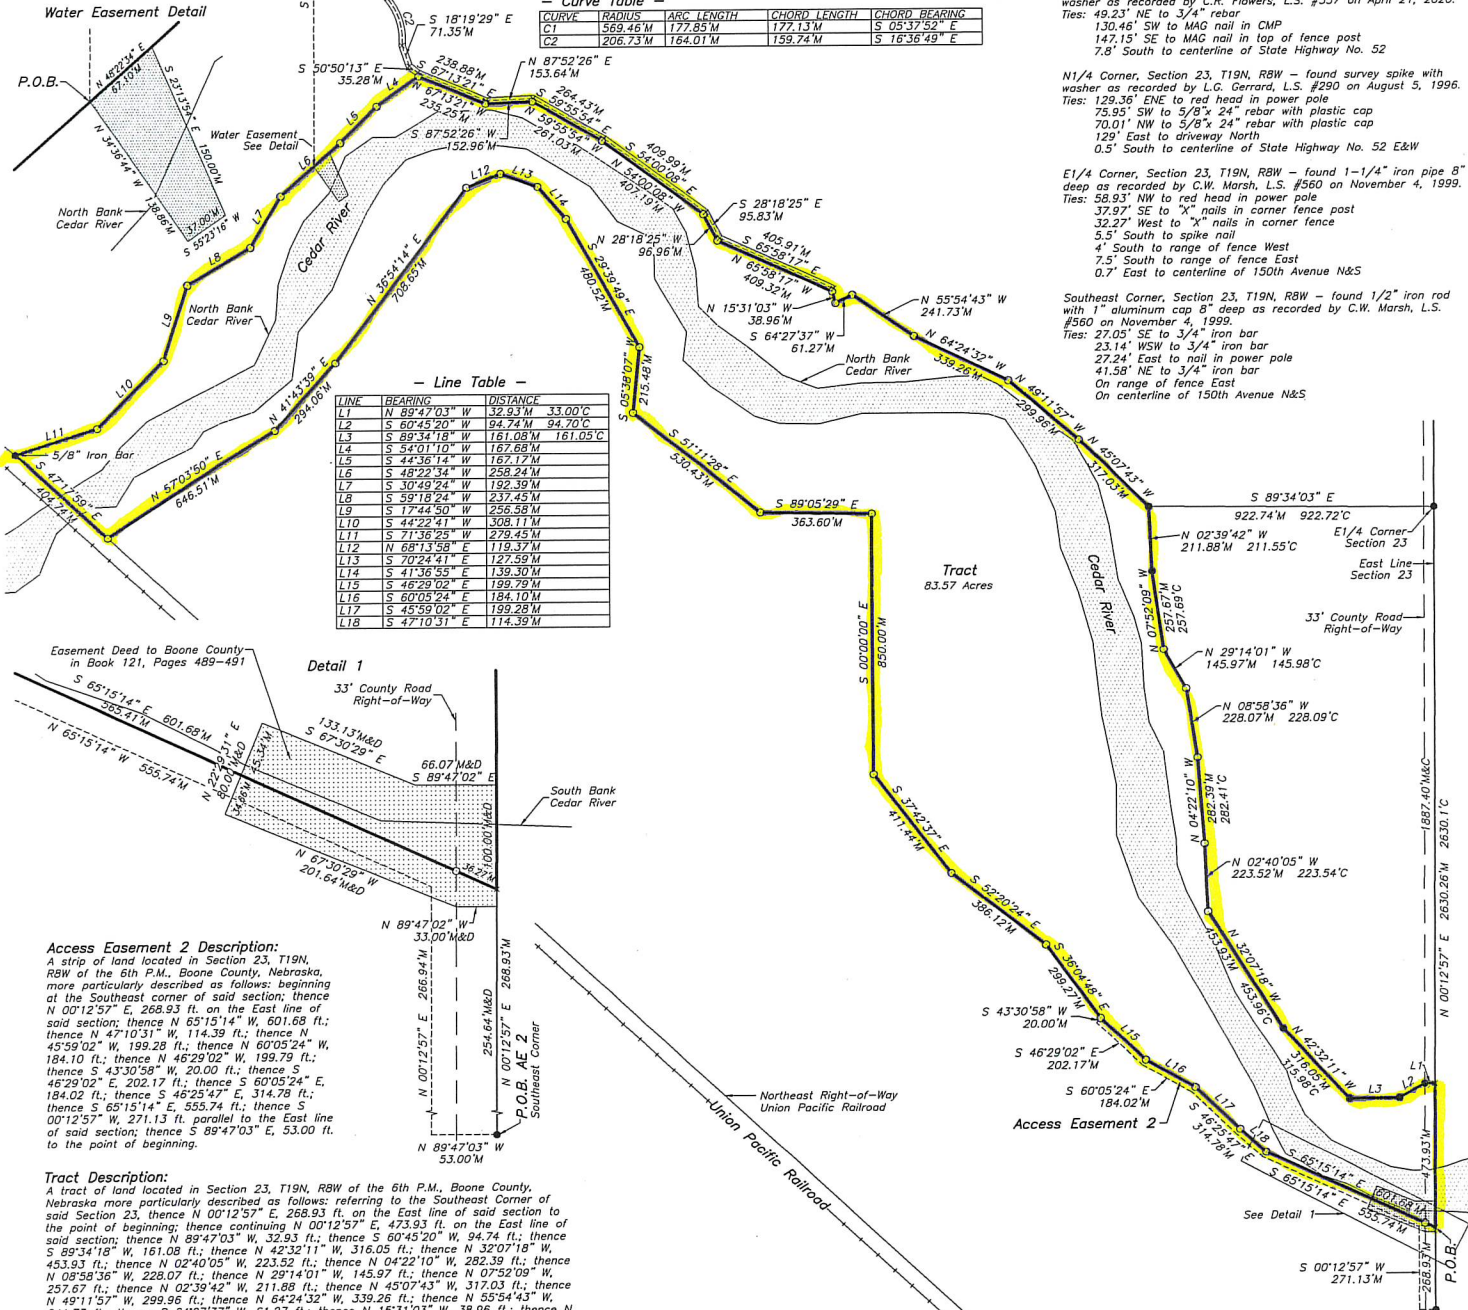 Water Easement Detail
P.O.B.
N 48°22'34" E
67.10'M
S 23°13'54" E
150.00'M
N 34°36'44" W
138.86'M
37.00'M
S 55°23'16" W
North Bank
Cedar River
Water Easement
See Detail
S
C2
S 18°19'29" E
71.35'M
— Curve Table —
CURVE RADIUS ARC LENGTH CHORD LENGTH CHORD BEARING
C1 569.46'M 177.85'M 177.13'M S 05°37'52" E
C2 206.73'M 164.01'M 159.74'M S 16°36'49" E
washer as recorded by C.R. Flowers, L.S. #557 on April 21, 2020.
Ties: 49.23' NE to 3/4" rebar
130.46' SW to MAG nail in CMP
147.15' SE to MAG nail in top of fence post
7.8' South to centerline of State Highway No. 52
N1/4 Corner, Section 23, T19N, R8W – found survey spike with
washer as recorded by L.G. Gerrard, L.S. #290 on August 5, 1996.
Ties: 129.36' ENE to red head in power pole
75.95' SW to 5/8"x 24" rebar with plastic cap
70.01' NW to 5/8"x 24" rebar with plastic cap
129' East to driveway North
0.5' South to centerline of State Highway No. 52 E&W
E1/4 Corner, Section 23, T19N, R8W – found 1-1/4" iron pipe 8"
deep as recorded by C.W. Marsh, L.S. #560 on November 4, 1999.
Ties: 58.93' NW to red head in power pole
37.97' SE to "X" nails in corner fence post
32.27' West to "X" nails in corner fence
5.5' South to spike nail
4' South to range of fence West
7.5' South to range of fence East
0.7' East to centerline of 150th Avenue N&S
Southeast Corner, Section 23, T19N, R8W – found 1/2" iron rod
with 1" aluminum cap 8" deep as recorded by C.W. Marsh, L.S.
#560 on November 4, 1999.
Ties: 27.05' SE to 3/4" iron bar
23.14' WSW to 3/4" iron bar
27.24' East to nail in power pole
41.58' NE to 3/4" iron bar
On range of fence East
On centerline of 150th Avenue N&S
S 50°50'13" E
35.28'M
238.88'M
S 67°13'21" E
N 67°13'21" W
235.25'M
N 87°52'26" E
153.64'M
S 87°52'26" W
152.96'M
264.43'M
S 59°55'54" E
N 59°55'54" W
261.03'M
409.99'M
S 54°00'08" E
N 54°00'08" W
407.19'M
S 28°18'25" E
95.83'M
N 28°18'25" W
96.96'M
405.91'M
S 65°58'17" E
N 65°58'17" W
409.32'M
N 15°31'03" W
38.96'M
S 64°27'37" W
61.27'M
N 55°54'43" W
241.73'M
N 64°24'32" W
339.26'M
N 49°11'57" W
299.96'M
N 45°07'43" W
317.03'M
L4
L5
L6
L7
L8
L9
L10
L11
L12
L13
L14
Cedar River
North Bank
Cedar River
North Bank
Cedar River
N 36°54'14" E
708.65'M
S 29°39'49" E
480.52'M
S 05°38'07" W
215.48'M
N 41°43'39" E
294.06'M
N 57°03'50" E
646.51'M
5/8" Iron Bar
S 47°11'59" E
404.74'M
S 51°11'28" E
530.43'M
S 89°05'29" E
363.60'M
— Line Table —
LINE BEARING DISTANCE
L1 N 89°47'03" W 32.93'M 33.00'C
L2 S 60°45'20" W 94.74'M 94.70'C
L3 S 89°34'18" W 161.08'M 161.05'C
L4 S 54°01'10" W 167.68'M
L5 S 44°36'14" W 167.17'M
L6 S 48°22'34" W 258.24'M
L7 S 30°49'24" W 192.39'M
L8 S 59°18'24" W 237.45'M
L9 S 17°44'50" W 256.58'M
L10 S 44°22'41" W 308.11'M
L11 S 71°36'25" W 279.45'M
L12 N 68°13'58" E 119.37'M
L13 S 70°24'41" E 127.59'M
L14 S 41°36'55" E 139.30'M
L15 S 46°29'02" E 199.79'M
L16 S 60°05'24" E 184.10'M
L17 S 45°59'02" E 199.28'M
L18 S 47°10'31" E 114.39'M
Tract
83.57 Acres
S 00°00'00" E
850.00'M
Cedar River
S 89°34'03" E
922.74'M 922.72'C
E1/4 Corner
Section 23
East Line
Section 23
33' County Road
Right-of-Way
N 02°39'42" W
211.88'M 211.55'C
N 07°52'09" W
257.67'M
257.69'C
N 29°14'01" W
145.97'M 145.98'C
N 08°58'36" W
228.07'M 228.09'C
N 04°22'10" W
282.39'M
282.41'C
N 02°40'05" W
223.52'M 223.54'C
N 32°07'18" W
453.93'M
453.96'C
N 42°32'11" W
316.05'M
315.98'C
1887.40'M&C
N 00°12'57" E 2630.26'M 2630.1'C
L1
L2
L3
S 37°42'37" E
411.44'M
S 52°20'24" E
386.12'M
S 36°04'48" E
299.27'M
S 43°30'58" W
20.00'M
S 46°29'02" E
202.17'M
S 60°05'24" E
184.02'M
Access Easement 2
L15
L16
L17
L18
S 46°25'47" E
314.78'M
S 65°15'14" E
S 65°15'14" E
601.68'M
555.74'M
473.93'M
See Detail 1
S 00°12'57" W
271.13'M
268.93'M
P.O.B.
Northeast Right-of-Way
Union Pacific Railroad
Union Pacific Railroad
Easement Deed to Boone County
in Book 121, Pages 489-491
Detail 1
33' County Road
Right-of-Way
S 65°15'14" E 601.68'M
565.41'M
N 65°15'14" W 555.74'M
N 22°29'31" E
80.00'M&D
45.34'M
34.66'M
133.13'M&D
S 67°30'29" E
66.07'M&D
S 89°47'02" E
100.00'M&D
South Bank
Cedar River
36.27'M
N 67°30'29" W
201.64'M&D
N 89°47'02" W
33.00'M&D
N 00°12'57" E 266.94'M
254.64'M&D
N 00°12'57" E 268.93'M
P.O.B. AE 2
Southeast Corner
N 89°47'03" W
53.00'M
Access Easement 2 Description:
A strip of land located in Section 23, T19N,
R8W of the 6th P.M., Boone County, Nebraska,
more particularly described as follows: beginning
at the Southeast corner of said section; thence
N 00°12'57" E, 268.93 ft. on the East line of
said section; thence N 65°15'14" W, 601.68 ft.;
thence N 47°10'31" W, 114.39 ft.; thence N
45°59'02" W, 199.28 ft.; thence N 60°05'24" W,
184.10 ft.; thence N 46°29'02" W, 199.79 ft.;
thence S 43°30'58" W, 20.00 ft.; thence S
46°29'02" E, 202.17 ft.; thence S 60°05'24" E,
184.02 ft.; thence S 46°25'47" E, 314.78 ft.;
thence S 65°15'14" E, 555.74 ft.; thence S
00°12'57" W, 271.13 ft. parallel to the East line
of said section; thence S 89°47'03" E, 53.00 ft.
to the point of beginning.
Tract Description:
A tract of land located in Section 23, T19N, R8W of the 6th P.M., Boone County,
Nebraska more particularly described as follows: referring to the Southeast Corner of
said Section 23, thence N 00°12'57" E, 268.93 ft. on the East line of said section to
the point of beginning; thence continuing N 00°12'57" E, 473.93 ft. on the East line of
said section; thence N 89°47'03" W, 32.93 ft.; thence S 60°45'20" W, 94.74 ft.; thence
S 89°34'18" W, 161.08 ft.; thence N 42°32'11" W, 316.05 ft.; thence N 32°07'18" W,
453.93 ft.; thence N 02°40'05" W, 223.52 ft.; thence N 04°22'10" W, 282.39 ft.; thence
N 08°58'36" W, 228.07 ft.; thence N 29°14'01" W, 145.97 ft.; thence N 07°52'09" W,
257.67 ft.; thence N 02°39'42" W, 211.88 ft.; thence N 45°07'43" W, 317.03 ft.; thence
N 49°11'57" W, 299.96 ft.; thence N 64°24'32" W, 339.26 ft.; thence N 55°54'43" W,